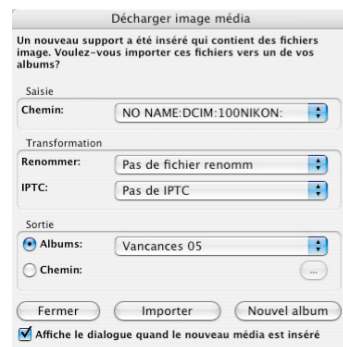 Décharger image média
Un nouveau support a été inséré qui contient des fichiers
image. Voulez-vous importer ces fichiers vers un de vos
albums?
Saisie
Chemin: NO NAME:DCIM:100NIKON:
Transformation
Renommer: Pas de fichier renomm
IPTC: Pas de IPTC
Sortie
Albums: Vancances 05
Chemin: ...
Fermer Importer Nouvel album
Affiche le dialogue quand le nouveau média est inséré